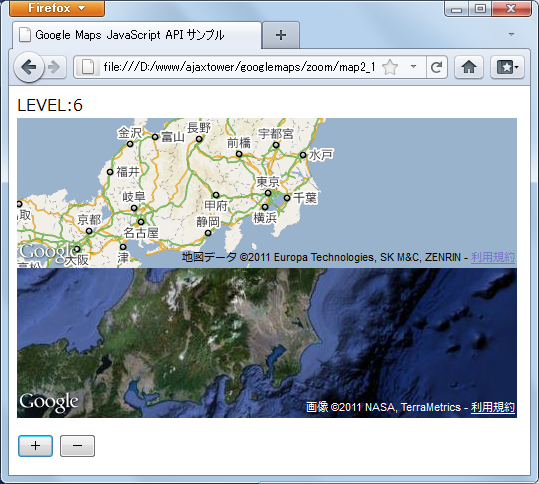 Firefox
Google Maps JavaScript API サンプル
file:///D:/www/ajaxtower/googlemaps/zoom/map2_1
LEVEL:6
金沢 富山 長野 前橋 宇都宮 水戸
福井
岐阜 甲府 東京 千葉
取 京都 名古屋 静岡 横浜
大阪 津
高松
Google
地図データ ©2011 Europa Technologies, SK M&C, ZENRIN - 利用規約
Google
画像 ©2011 NASA, TerraMetrics - 利用規約
+ −